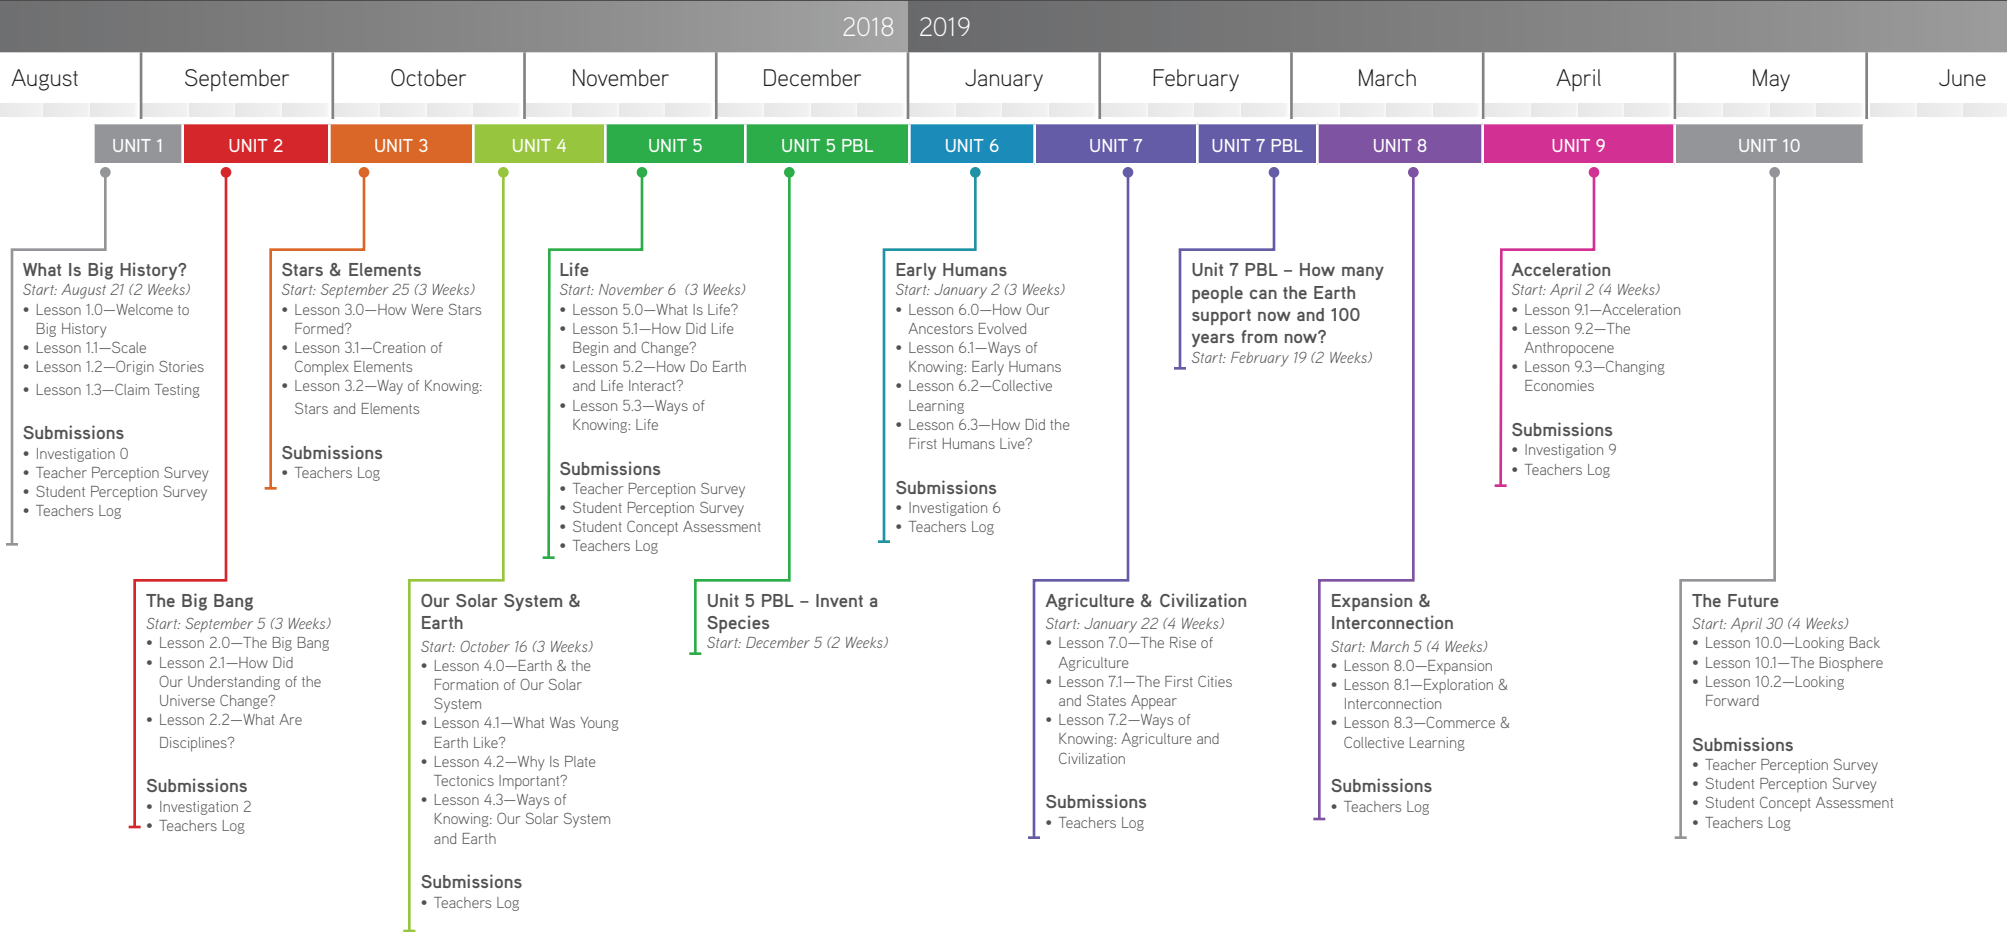 2018 2019
August September October November December January February March April May June
UNIT 1 UNIT 2 UNIT 3 UNIT 4 UNIT 5 UNIT 5 PBL UNIT 6 UNIT 7 UNIT 7 PBL UNIT 8 UNIT 9 UNIT 10
What Is Big History?
Start: August 21 (2 Weeks)
• Lesson 1.0—Welcome to
Big History
• Lesson 1.1—Scale
• Lesson 1.2—Origin Stories
• Lesson 1.3—Claim Testing
Submissions
• Investigation 0
• Teacher Perception Survey
• Student Perception Survey
• Teachers Log
The Big Bang
Start: September 5 (3 Weeks)
• Lesson 2.0—The Big Bang
• Lesson 2.1—How Did
Our Understanding of the
Universe Change?
• Lesson 2.2—What Are
Disciplines?
Submissions
• Investigation 2
• Teachers Log
Stars & Elements
Start: September 25 (3 Weeks)
• Lesson 3.0—How Were Stars
Formed?
• Lesson 3.1—Creation of
Complex Elements
• Lesson 3.2—Way of Knowing:
Stars and Elements
Submissions
• Teachers Log
Our Solar System &
Earth
Start: October 16 (3 Weeks)
• Lesson 4.0—Earth & the
Formation of Our Solar
System
• Lesson 4.1—What Was Young
Earth Like?
• Lesson 4.2—Why Is Plate
Tectonics Important?
• Lesson 4.3—Ways of
Knowing: Our Solar System
and Earth
Submissions
• Teachers Log
Life
Start: November 6 (3 Weeks)
• Lesson 5.0—What Is Life?
• Lesson 5.1—How Did Life
Begin and Change?
• Lesson 5.2—How Do Earth
and Life Interact?
• Lesson 5.3—Ways of
Knowing: Life
Submissions
• Teacher Perception Survey
• Student Perception Survey
• Student Concept Assessment
• Teachers Log
Unit 5 PBL – Invent a
Species
Start: December 5 (2 Weeks)
Early Humans
Start: January 2 (3 Weeks)
• Lesson 6.0—How Our
Ancestors Evolved
• Lesson 6.1—Ways of
Knowing: Early Humans
• Lesson 6.2—Collective
Learning
• Lesson 6.3—How Did the
First Humans Live?
Submissions
• Investigation 6
• Teachers Log
Agriculture & Civilization
Start: January 22 (4 Weeks)
• Lesson 7.0—The Rise of
Agriculture
• Lesson 7.1—The First Cities
and States Appear
• Lesson 7.2—Ways of
Knowing: Agriculture and
Civilization
Submissions
• Teachers Log
Unit 7 PBL – How many
people can the Earth
support now and 100
years from now?
Start: February 19 (2 Weeks)
Expansion &
Interconnection
Start: March 5 (4 Weeks)
• Lesson 8.0—Expansion
• Lesson 8.1—Exploration &
Interconnection
• Lesson 8.3—Commerce &
Collective Learning
Submissions
• Teachers Log
Acceleration
Start: April 2 (4 Weeks)
• Lesson 9.1—Acceleration
• Lesson 9.2—The
Anthropocene
• Lesson 9.3—Changing
Economies
Submissions
• Investigation 9
• Teachers Log
The Future
Start: April 30 (4 Weeks)
• Lesson 10.0—Looking Back
• Lesson 10.1—The Biosphere
• Lesson 10.2—Looking
Forward
Submissions
• Teacher Perception Survey
• Student Perception Survey
• Student Concept Assessment
• Teachers Log